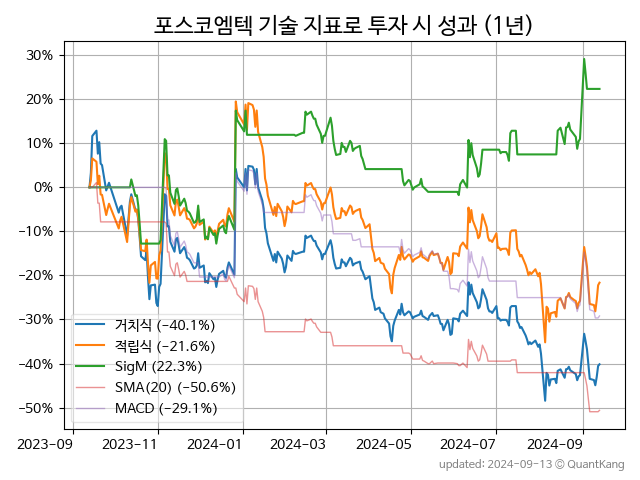 포스코엠텍 기술 지표로 투자 시 성과 (1년)
30%
20%
10%
0%
−10%
−20%
−30%
−40%
−50%
거치식 (−40.1%)
적립식 (−21.6%)
SigM (22.3%)
SMA(20) (−50.6%)
MACD (−29.1%)
2023-09 2023-11 2024-01 2024-03 2024-05 2024-07 2024-09
updated: 2024-09-13 ⓒ QuantKang